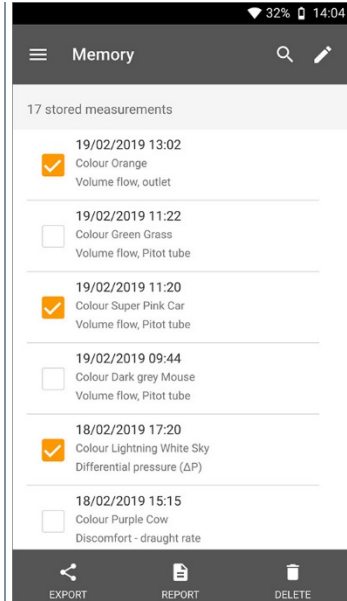 32% 14:04
Memory
17 stored measurements
19/02/2019 13:02
Colour Orange
Volume flow, outlet
19/02/2019 11:22
Colour Green Grass
Volume flow, Pitot tube
19/02/2019 11:20
Colour Super Pink Car
Volume flow, Pitot tube
19/02/2019 09:44
Colour Dark grey Mouse
Volume flow, Pitot tube
18/02/2019 17:20
Colour Lightning White Sky
Differential pressure (ΔP)
18/02/2019 15:15
Colour Purple Cow
Discomfort - draught rate
EXPORT REPORT DELETE